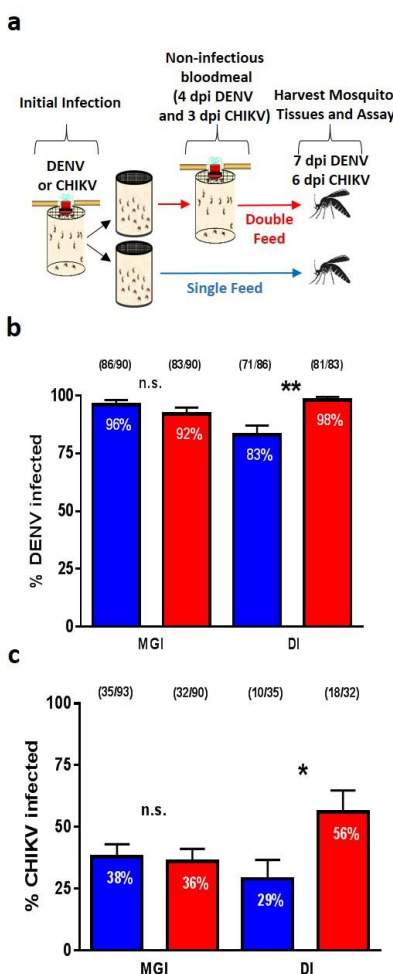 a
Non-infectious
bloodmeal
(4 dpi DENV
and 3 dpi CHIKV)
Harvest Mosquito
Tissues and Assay
Initial Infection
DENV
or CHIKV
7 dpi DENV
6 dpi CHIKV
Double
Feed
Single Feed
b
(86/90) (83/90) (71/86) (81/83)
n.s. **
100
75
50
25
0
% DENV infected
96% 92% 83% 98%
MGI DI
c
(35/93) (32/90) (10/35) (18/32)
100
75
50
25
0
% CHIKV infected
n.s. *
38% 36% 29% 56%
MGI DI